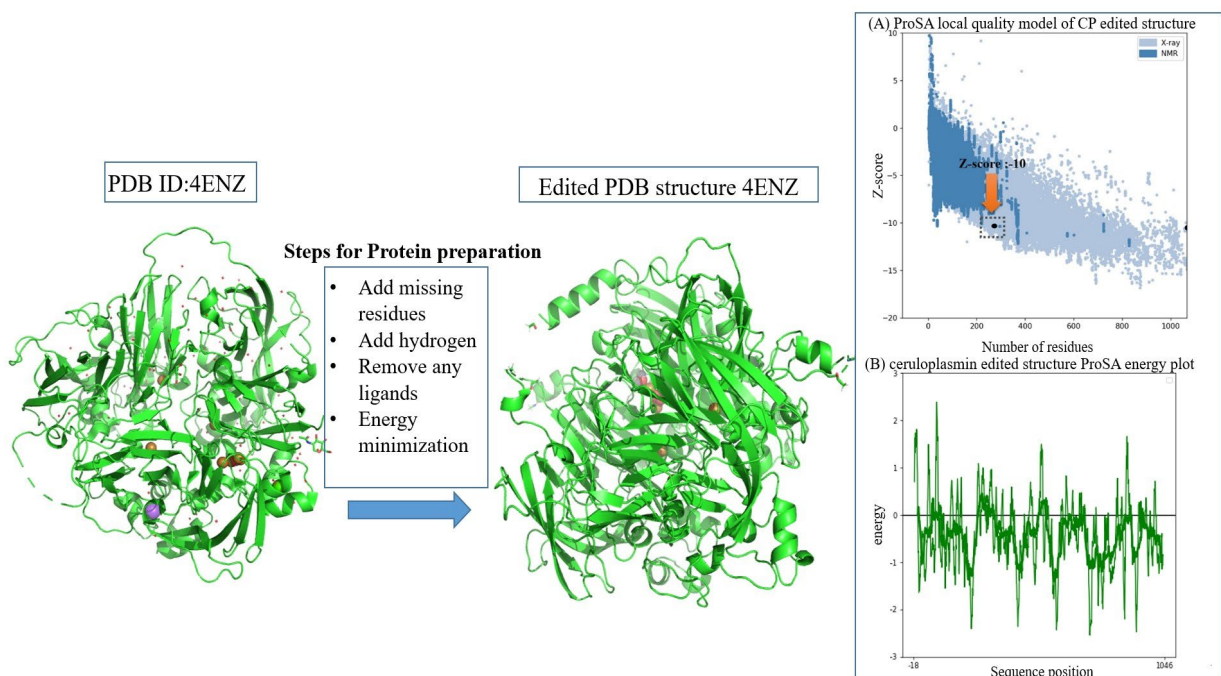 PDB ID:4ENZ
Steps for Protein preparation
• Add missing
residues
• Add hydrogen
• Remove any
ligands
• Energy
minimization
Edited PDB structure 4ENZ
(A) ProSA local quality model of CP edited structure
10
5
0
-5
-10
-15
-20
Z-score
X-ray
NMR
Z-score :-10
0
200
400
600
800
1000
Number of residues
(B) ceruloplasmin edited structure ProSA energy plot
3
2
1
0
-1
-2
-3
energy
-18
1046
Sequence position